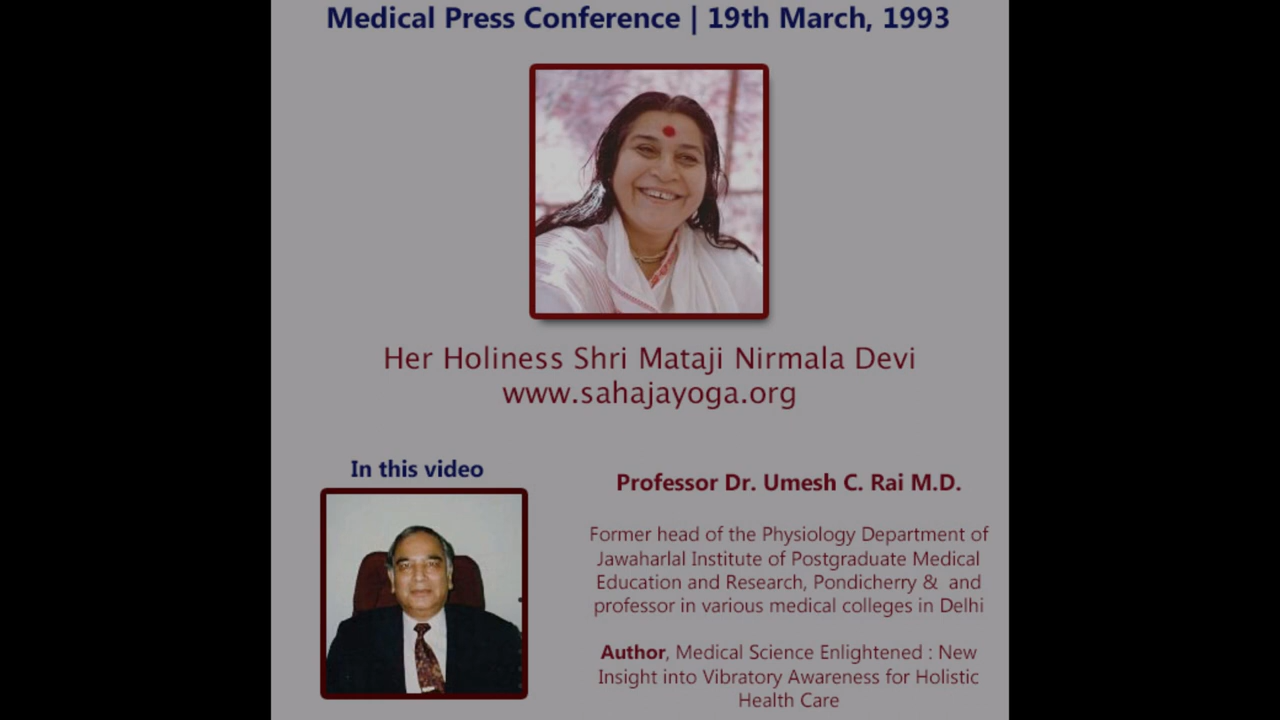 Medical Press Conference | 19th March, 1993
Her Holiness Shri Mataji Nirmala Devi
www.sahajayoga.org
In this video
Professor Dr. Umesh C. Rai M.D.
Former head of the Physiology Department of
Jawaharlal Institute of Postgraduate Medical
Education and Research, Pondicherry & and
professor in various medical colleges in Delhi
Author, Medical Science Enlightened : New
Insight into Vibratory Awareness for Holistic
Health Care